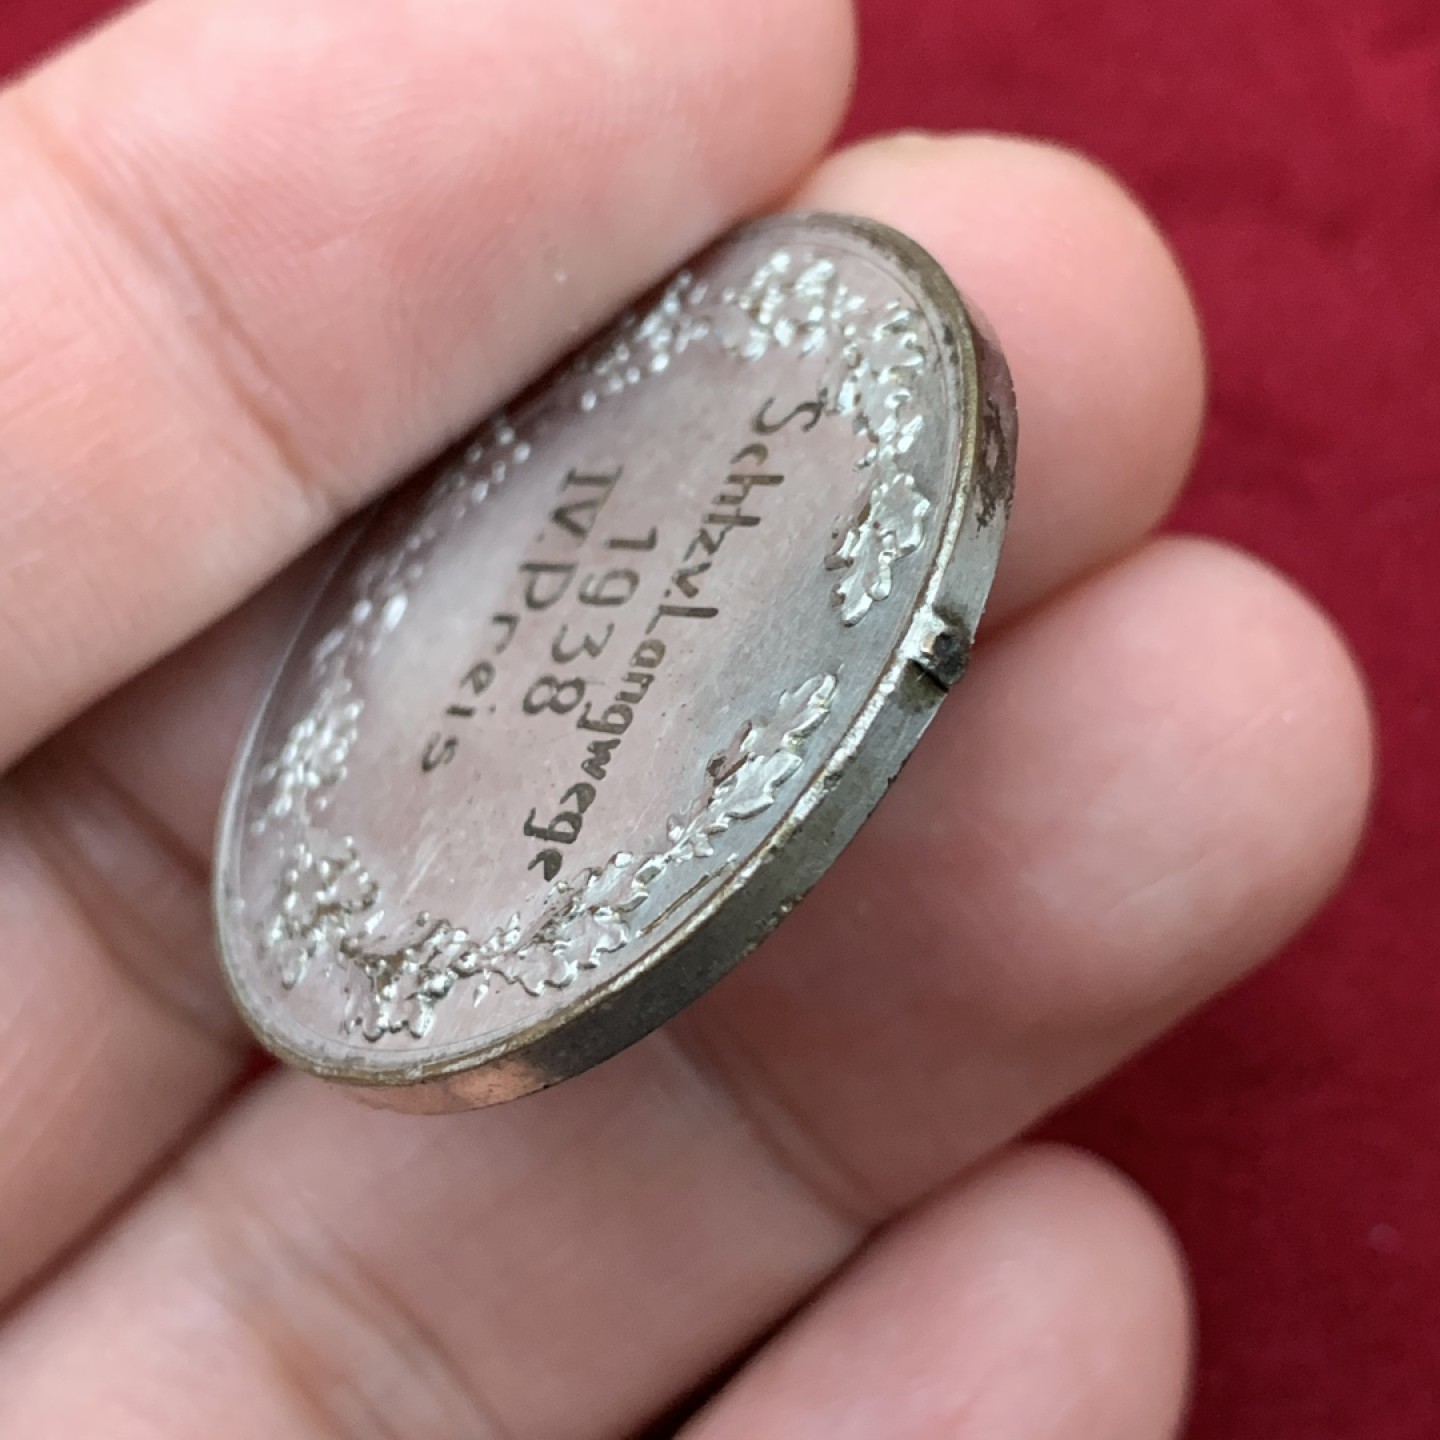 Schtzv. Langwege
1938
IV. Preis